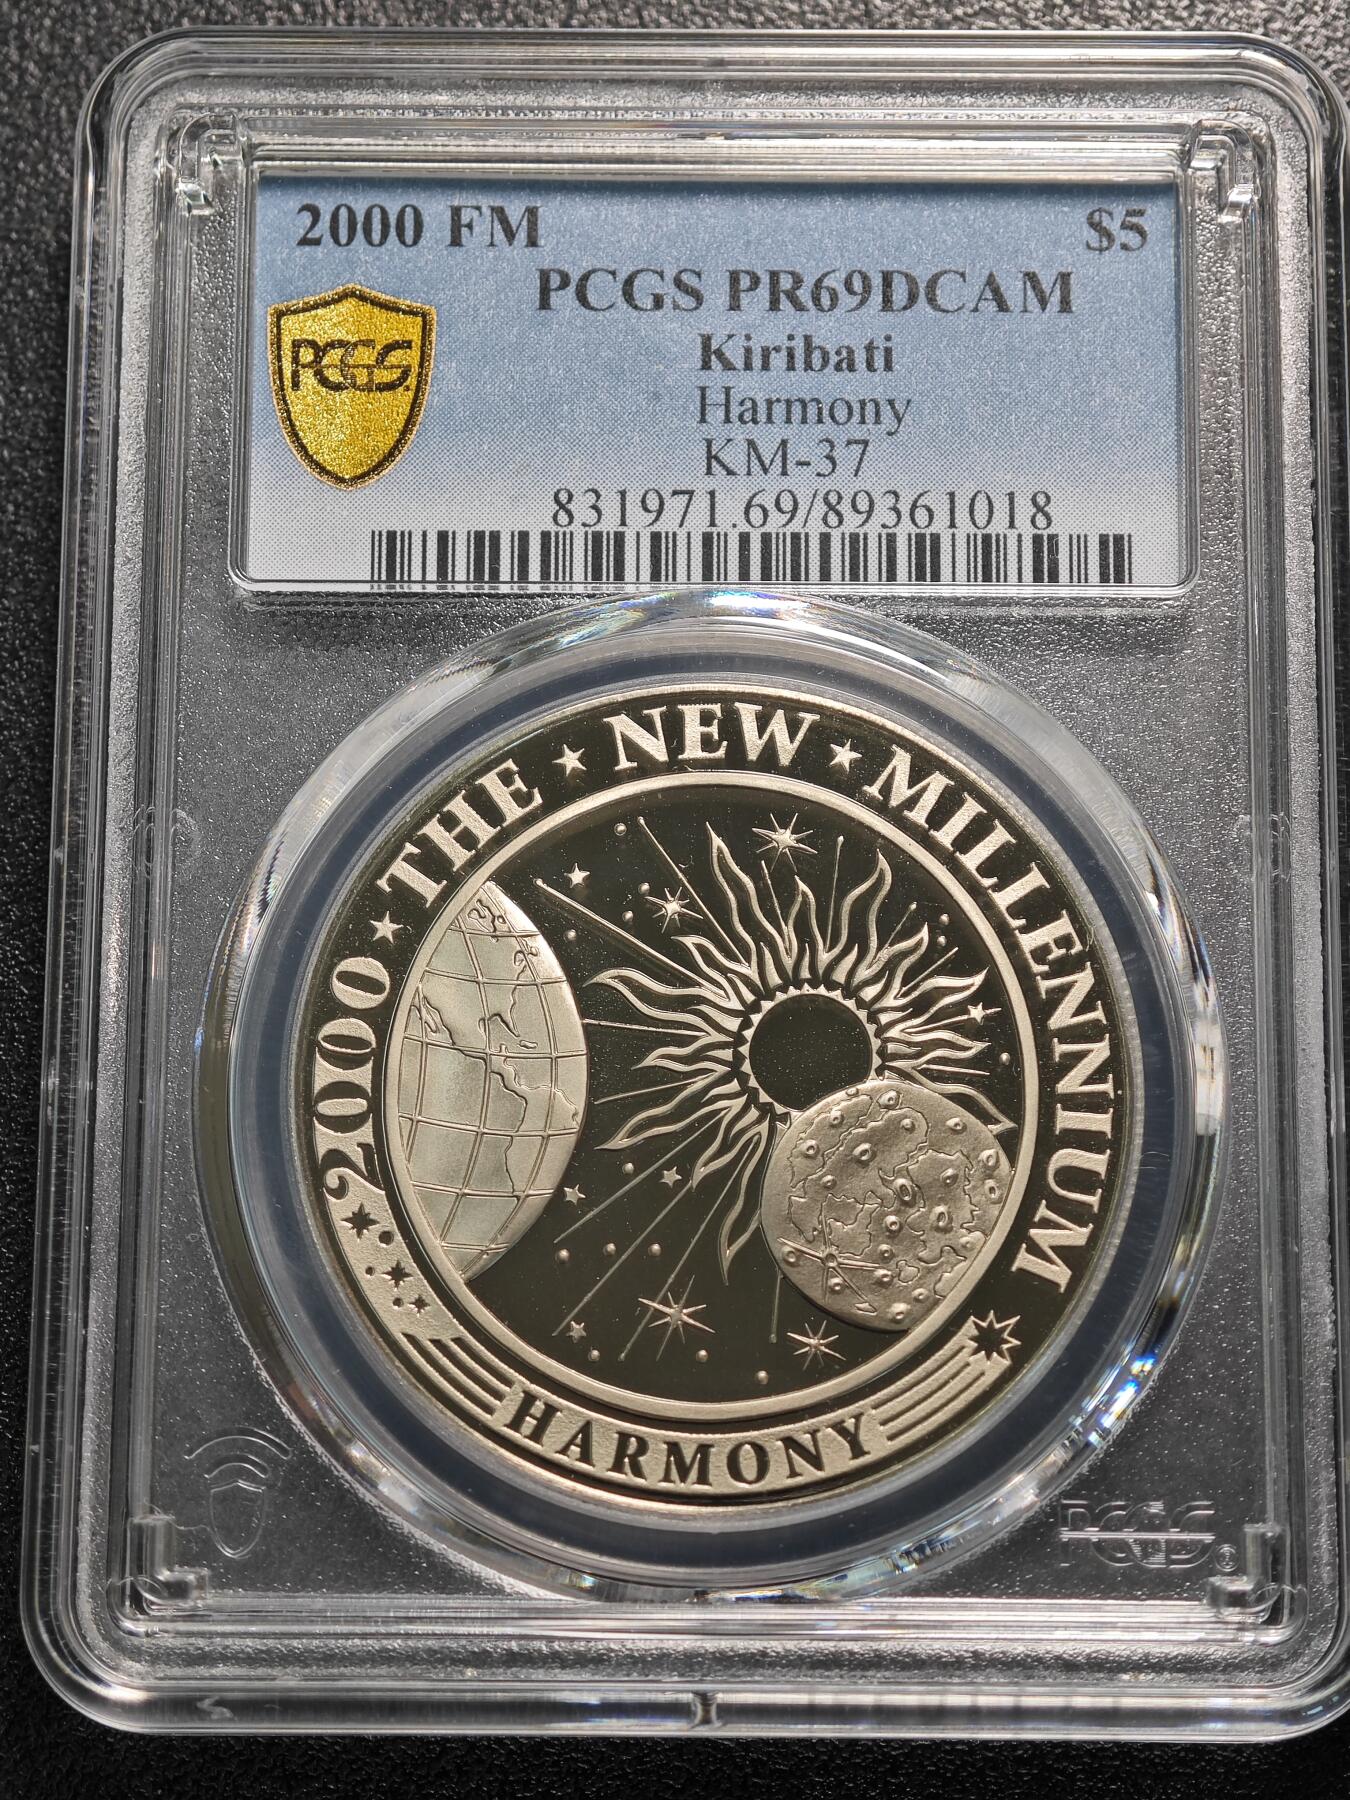 2000 FM $5
PCGS PR69DCAM
PCGS
Kiribati
Harmony
KM-37
831971.69/89361018
2000 ★ THE ★ NEW ★ MILLENNIUM
HARMONY
PCGS